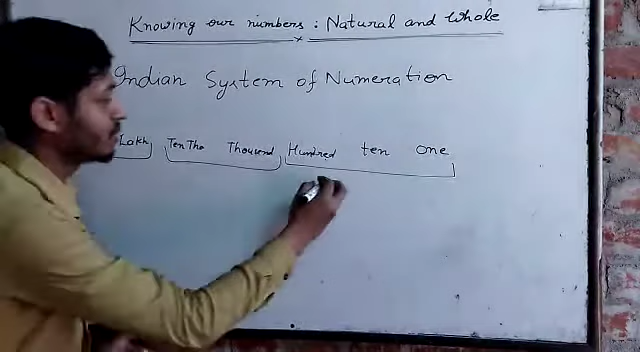 Knowing our numbers : Natural and Whole
Indian System of Numeration
Lakh Ten Tho Thousand Hundred ten one